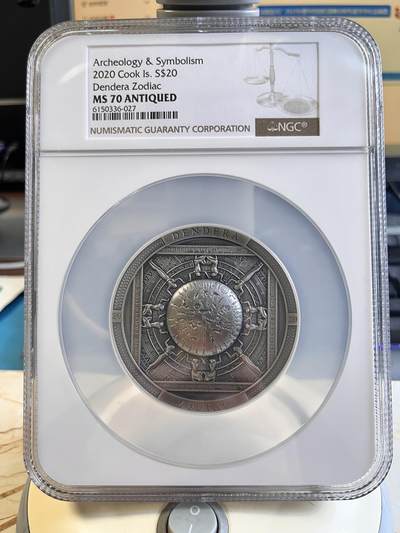 Archeology & Symbolism
2020 Cook Is. S$20
Dendera Zodiac
MS 70 ANTIQUED
6150336-027
NUMISMATIC GUARANTY CORPORATION
NGC®
DENDERA